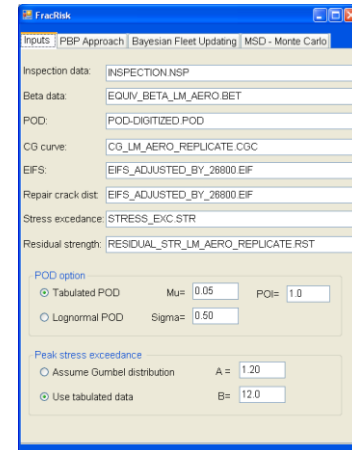 FracRisk
Inputs PBP Approach Bayesian Fleet Updating MSD - Monte Carlo
Inspection data: INSPECTION.NSP
Beta data: EQUIV_BETA_LM_AERO.BET
POD: POD-DIGITIZED.POD
CG curve: CG_LM_AERO_REPLICATE.CGC
EIFS: EIFS_ADJUSTED_BY_26800.EIF
Repair crack dist: EIFS_ADJUSTED_BY_26800.EIF
Stress excedance: STRESS_EXC.STR
Residual strength: RESIDUAL_STR_LM_AERO_REPLICATE.RST
POD option
Tabulated POD Mu= 0.05 POI= 1.0
Lognormal POD Sigma= 0.50
Peak stress exceedance
Assume Gumbel distribution A = 1.20
Use tabulated data B= 12.0